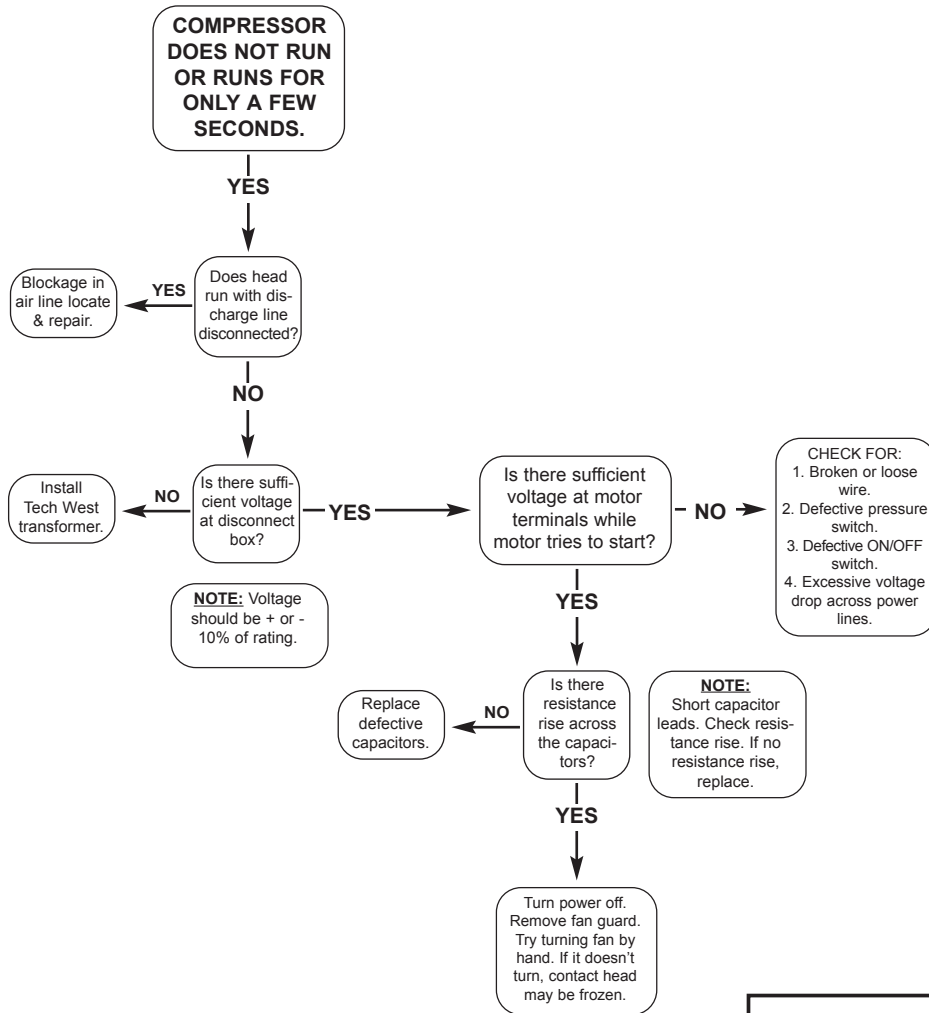 COMPRESSOR
DOES NOT RUN
OR RUNS FOR
ONLY A FEW
SECONDS.
YES
Does head
run with dis-
charge line
disconnected?
YES
Blockage in
air line locate
& repair.
NO
Is there suffi-
cient voltage
at disconnect
box?
NO
Install
Tech West
transformer.
YES
NOTE: Voltage
should be + or -
10% of rating.
Is there sufficient
voltage at motor
terminals while
motor tries to start?
NO
CHECK FOR:
1. Broken or loose
wire.
2. Defective pressure
switch.
3. Defective ON/OFF
switch.
4. Excessive voltage
drop across power
lines.
YES
Is there
resistance
rise across
the capaci-
tors?
NO
Replace
defective
capacitors.
NOTE:
Short capacitor
leads. Check resis-
tance rise. If no
resistance rise,
replace.
YES
Turn power off.
Remove fan guard.
Try turning fan by
hand. If it doesn't
turn, contact head
may be frozen.